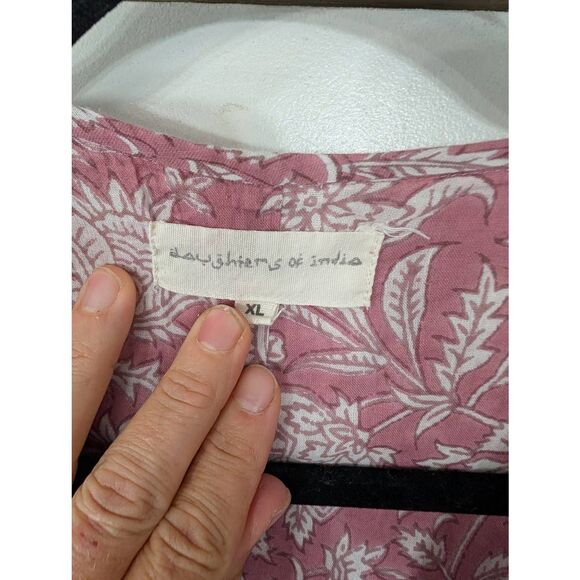 daughters of india
XL